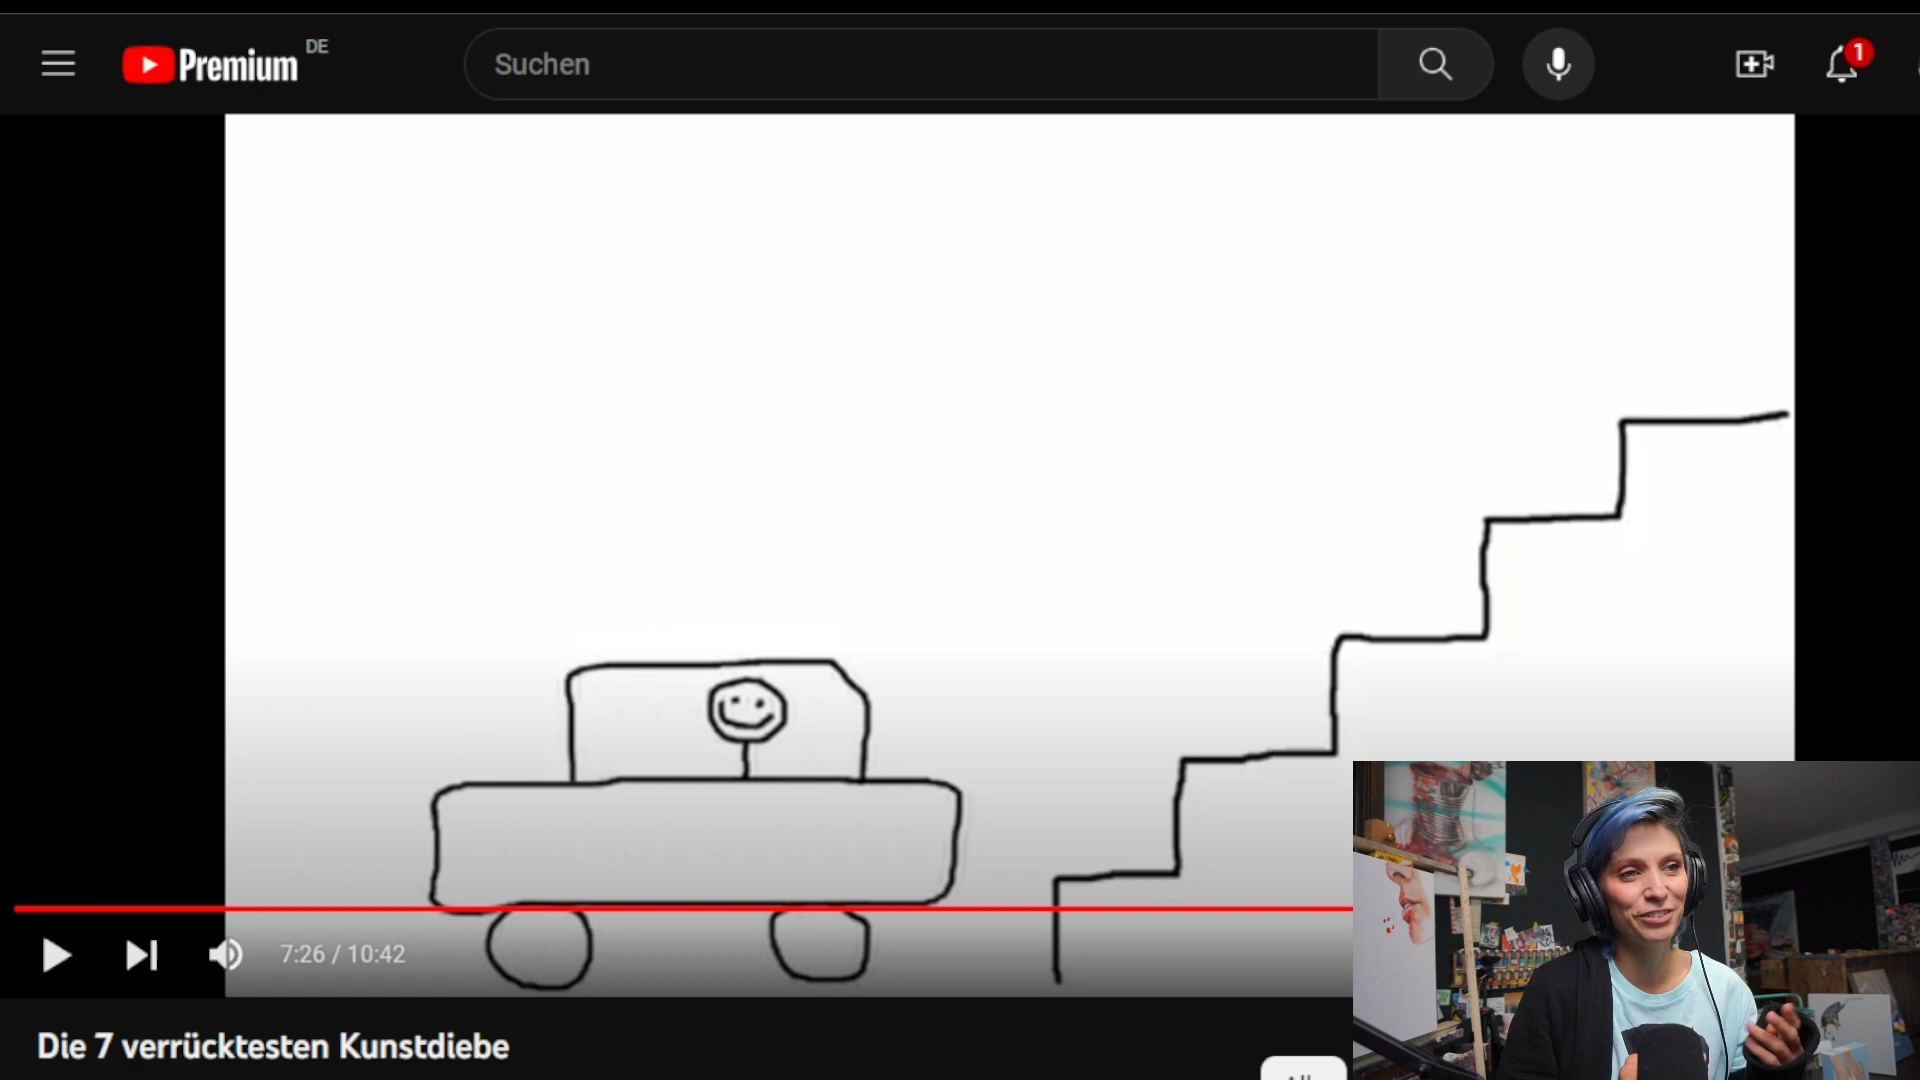 Premium DE
Suchen
1
7:26 / 10:42
Die 7 verrücktesten Kunstdiebe